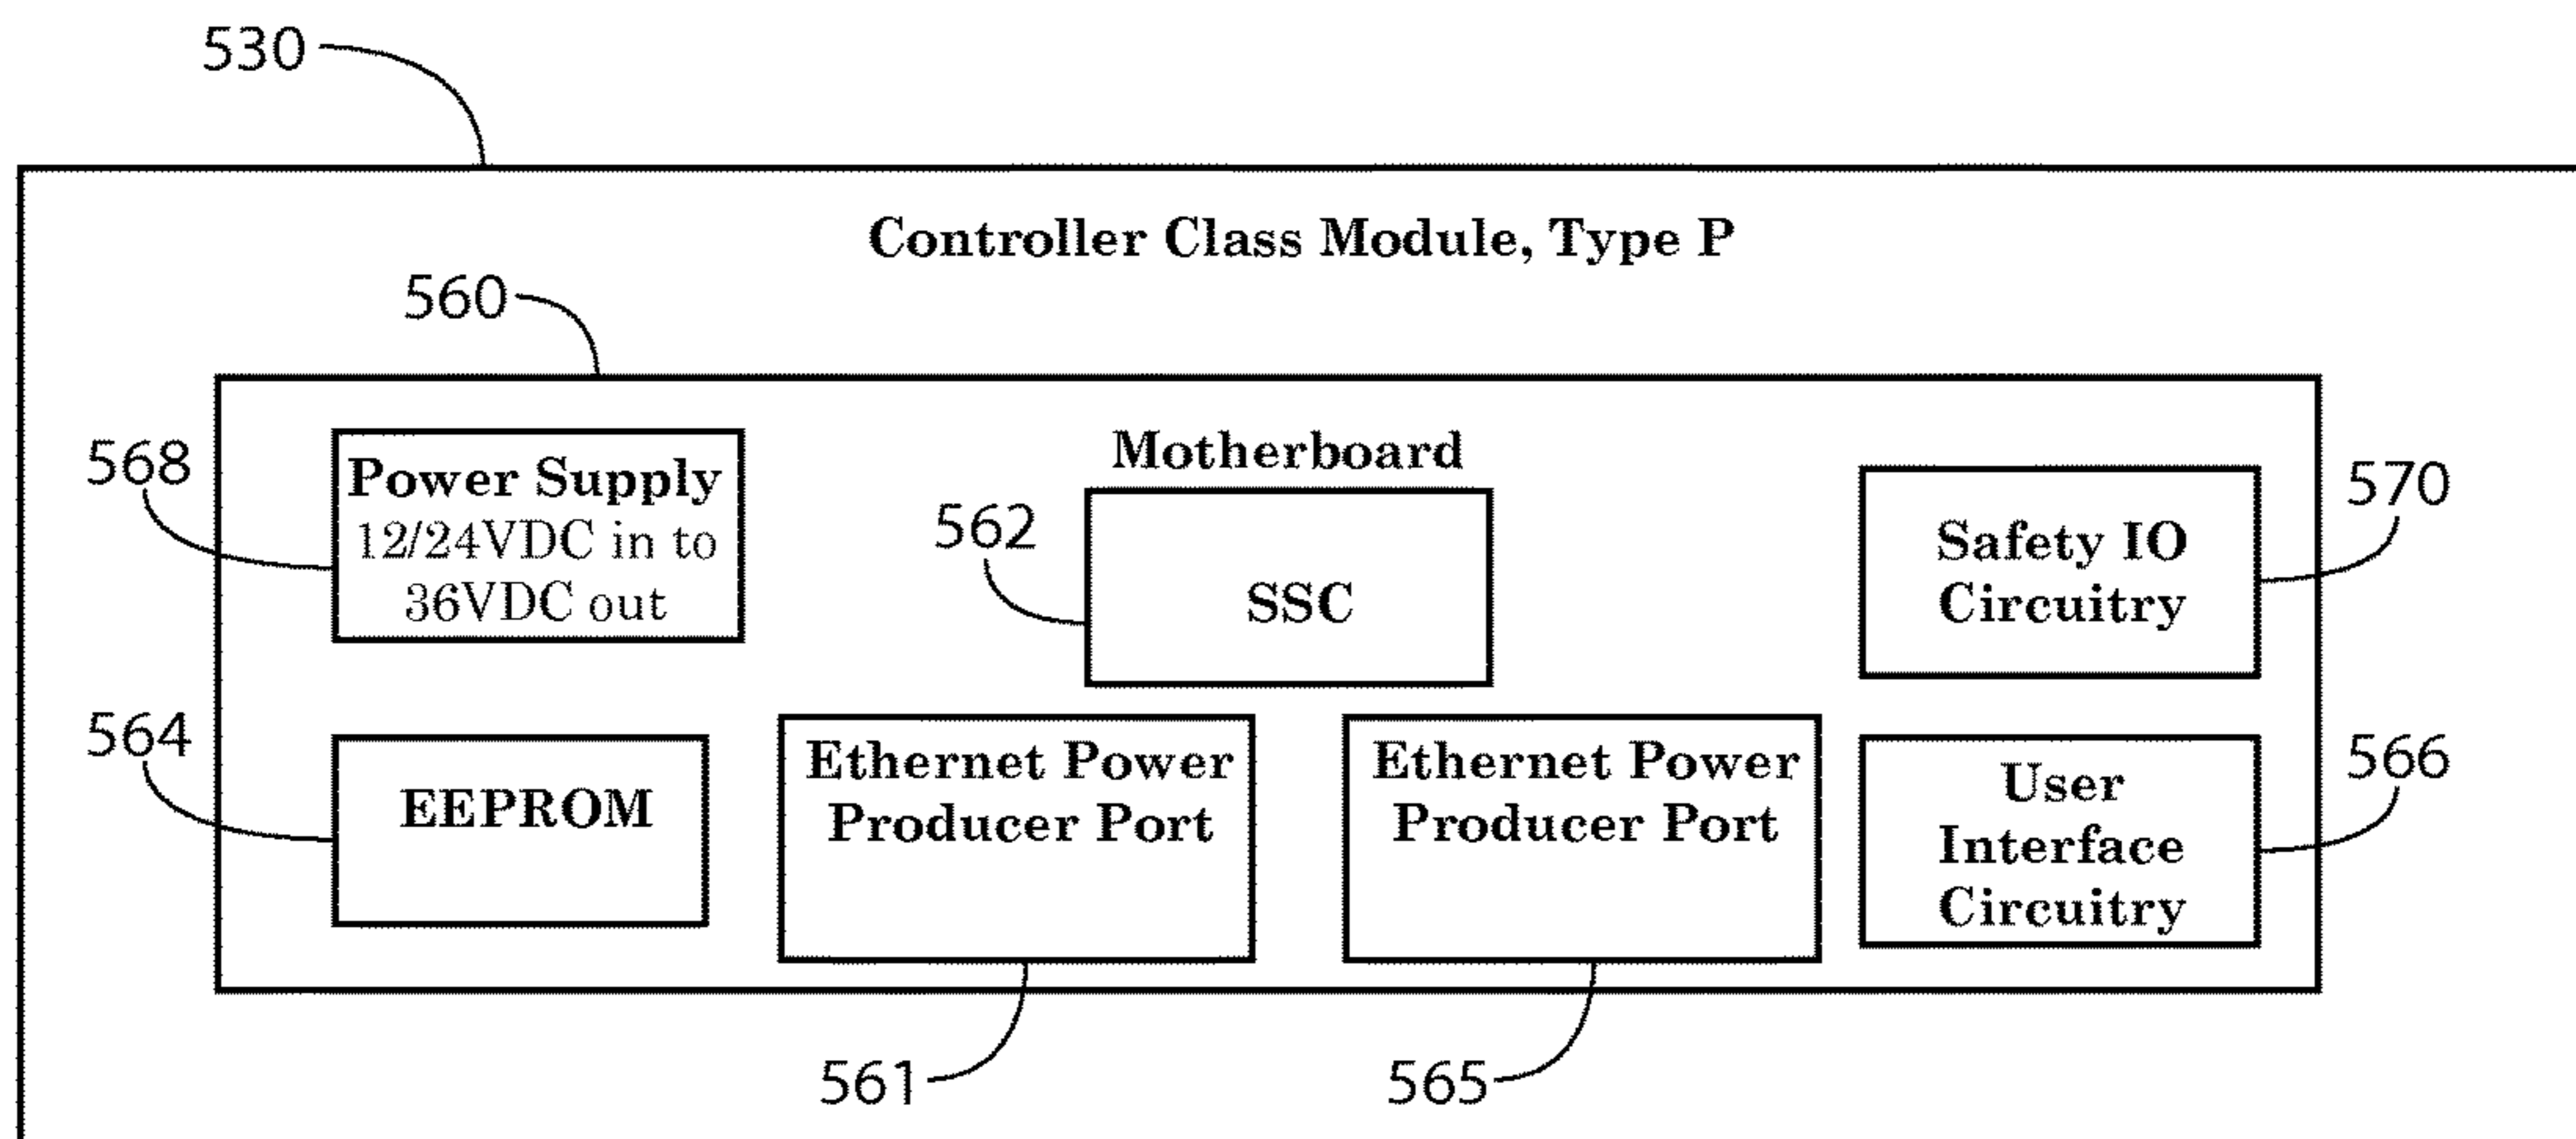 530
Controller Class Module, Type P
560
568
Power Supply
12/24VDC in to
36VDC out
Motherboard
562
SSC
570
Safety IO
Circuitry
564
EEPROM
Ethernet Power
Producer Port
Ethernet Power
Producer Port
User
Interface
Circuitry
566
561
565